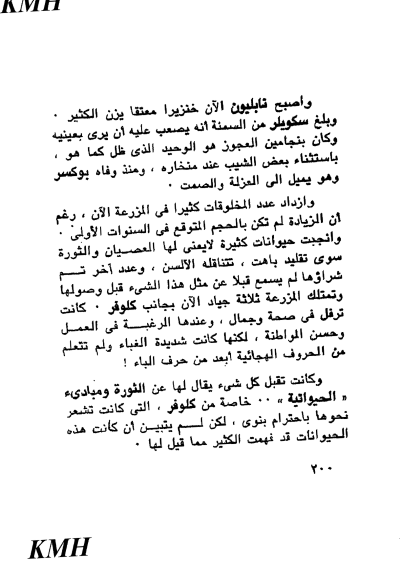 KMH
وأصبح نابليون الآن خنزيرا معتقا يزن الكثير ٠
وبلغ سكويلر من السمنة أنه يصعب عليه أن يرى بعينيه
وكان بنجامين العجوز هو الوحيد الذى ظل كما هو ،
باستثناء بعض الشيب عند منخاره ، ومنذ وفاه بوكسر
وهو يميل الى العزلة والصمت ٠
وازداد عدد المخلوقات كثيرا فى المزرعة الآن ، رغم
أن الزيادة لم تكن بالحجم المتوقع فى السنوات الأولى ٠
وانجبت حيوانات كثيرة لايعنى لها العصيان والثورة
سوى تقليد باهت ، تتناقله الألسن ، وعدد آخر تم
شراؤها لم يسمع قبلا عن مثل هذا الشىء قبل وصولها
وتمتلك المزرعة ثلاثة جياد الآن بجانب كلوفر ٠ كانت
ترفل فى صحة وجمال ، وعندها الرغبة فى العمل
وحسن المواطنة ، لكنها كانت شديدة الغباء ولم تتعلم
من الحروف الهجائية أبعد من حرف الباء !
وكانت تقبل كل شىء يقال لها عن الثورة ومبادىء
« الحيوانية » ٠٠ خاصة من كلوفر ، التى كانت تشعر
نحوها باحترام بنوى ، لكن لم يتبين أن كانت هذه
الحيوانات قد فهمت الكثير مما قيل لها ٠
٢٠٠
KMH